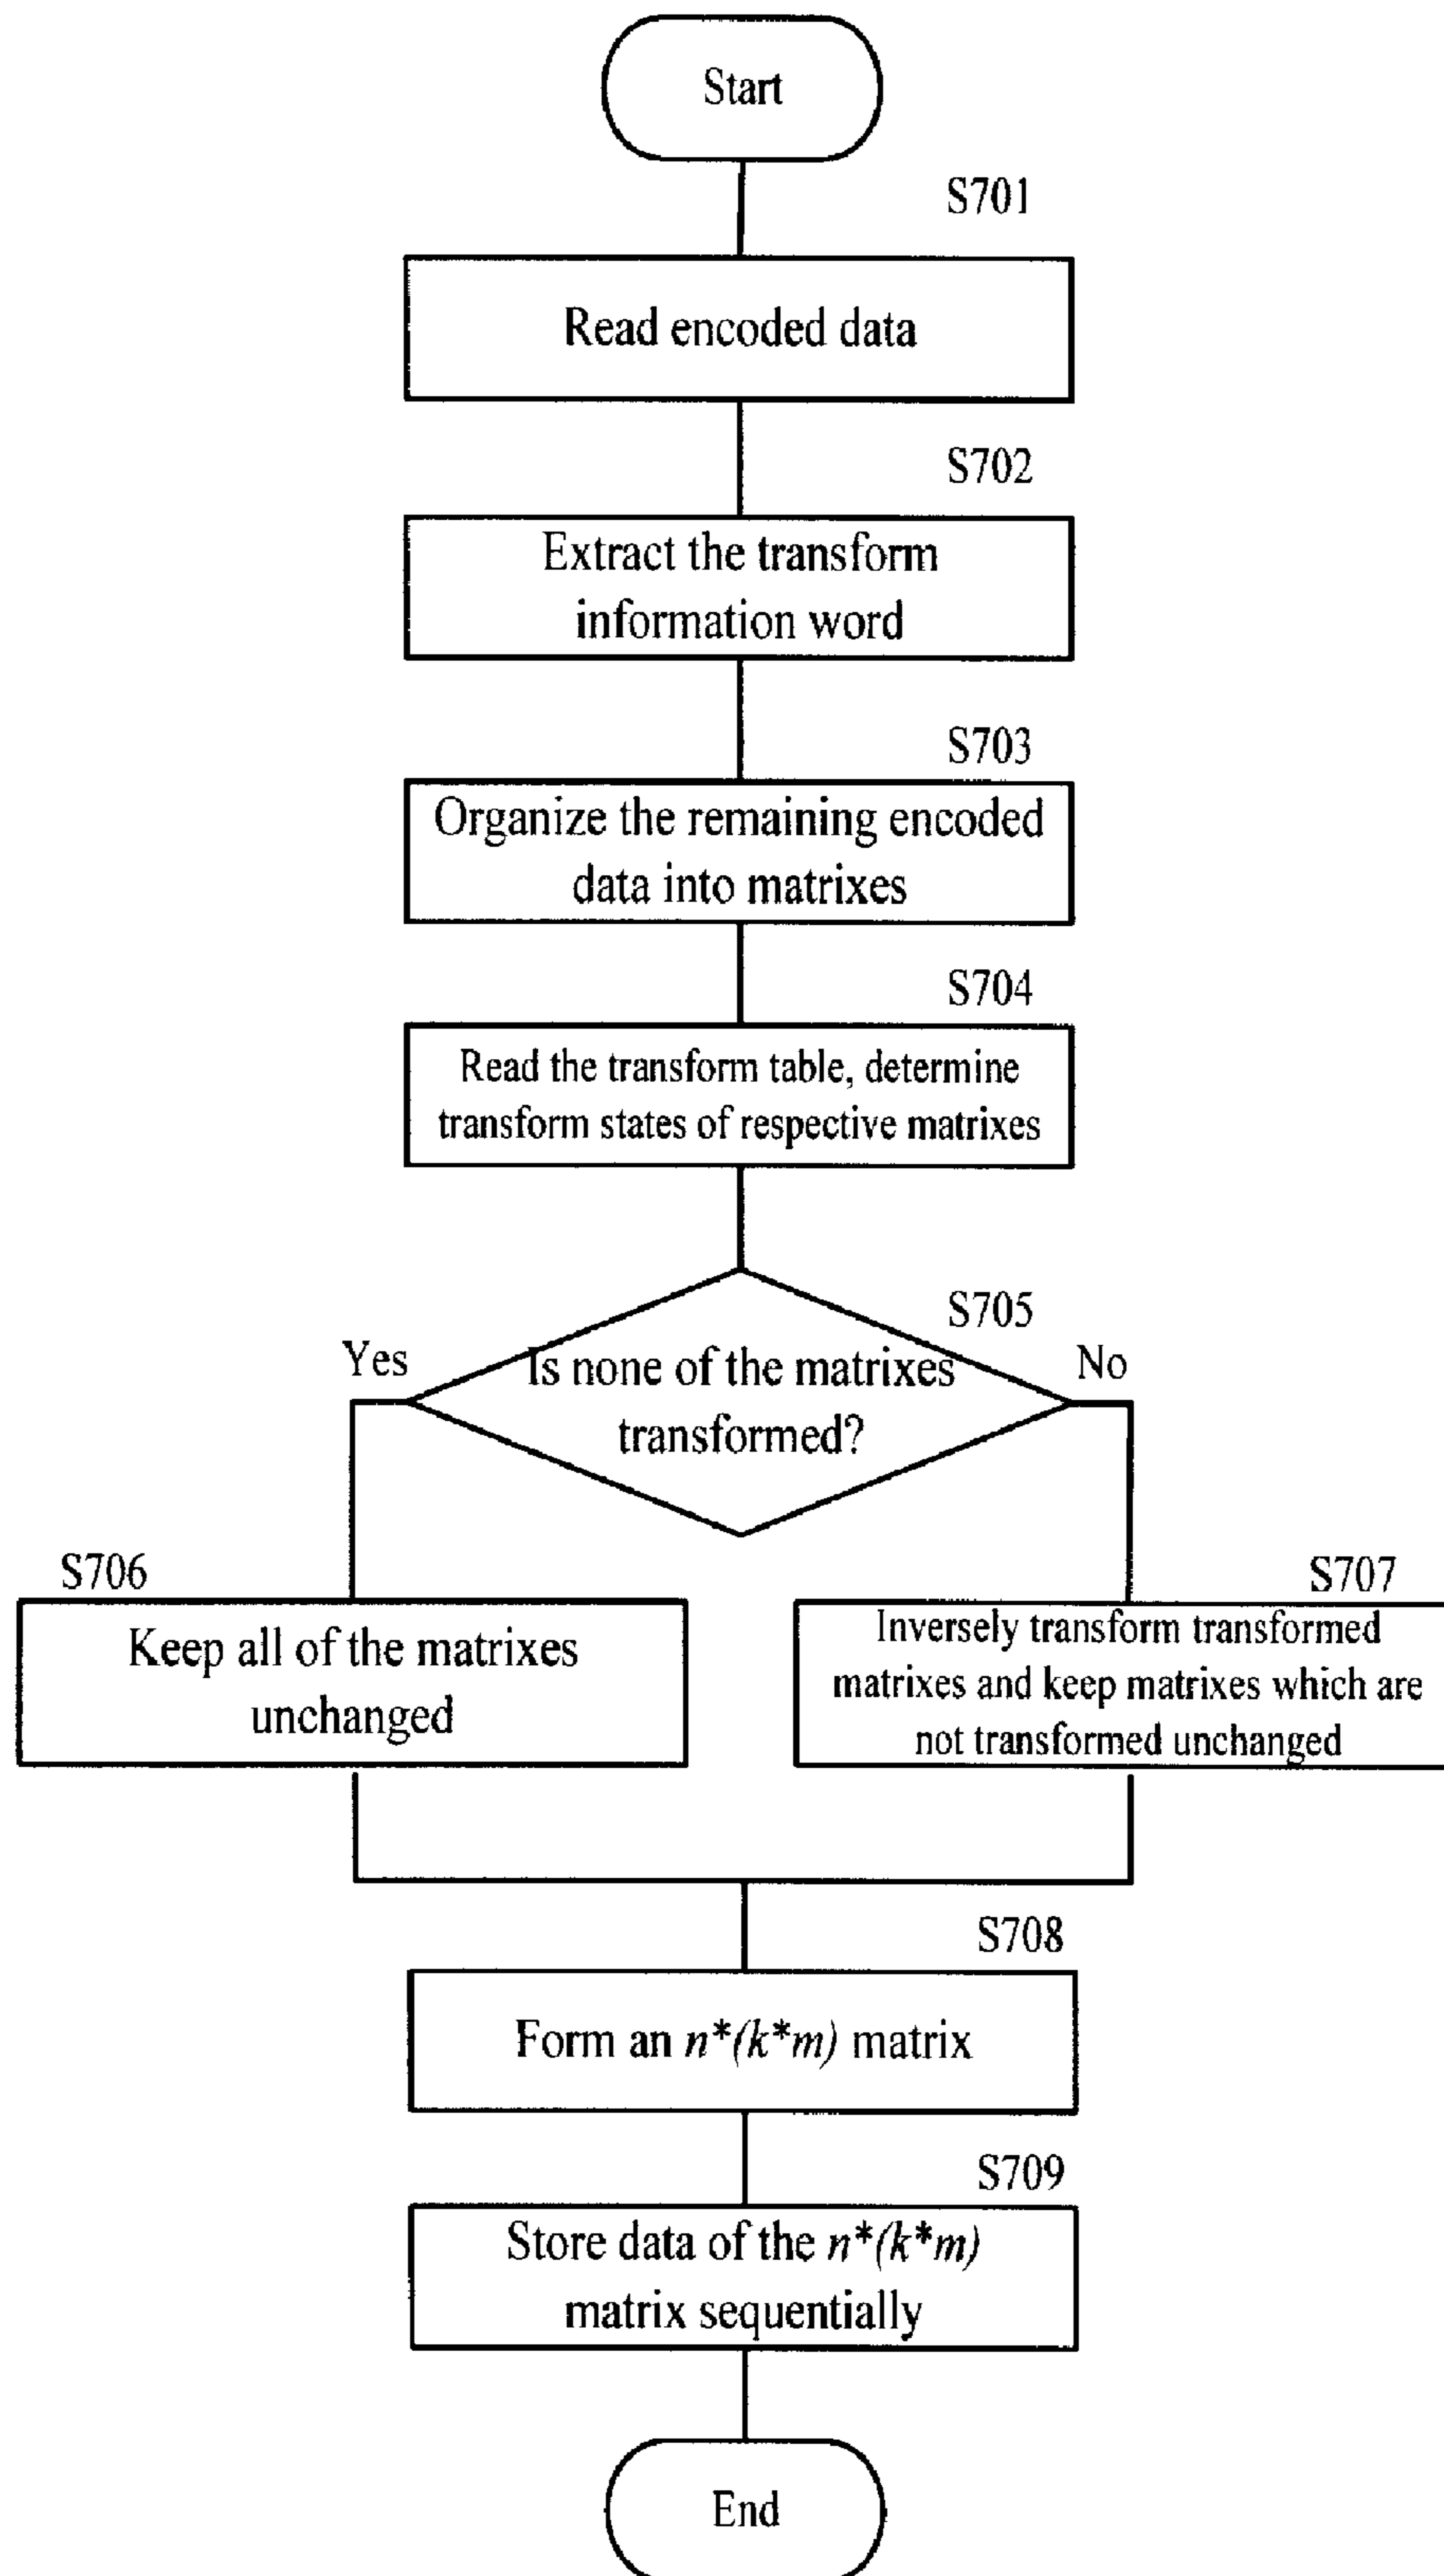 Start
S701
Read encoded data
S702
Extract the transform
information word
S703
Organize the remaining encoded
data into matrixes
S704
Read the transform table, determine
transform states of respective matrixes
S705
Yes
Is none of the matrixes
No
transformed?
S706
S707
Keep all of the matrixes
unchanged
Inversely transform transformed
matrixes and keep matrixes which are
not transformed unchanged
S708
Form an n*(k*m) matrix
S709
Store data of the n*(k*m)
matrix sequentially
End